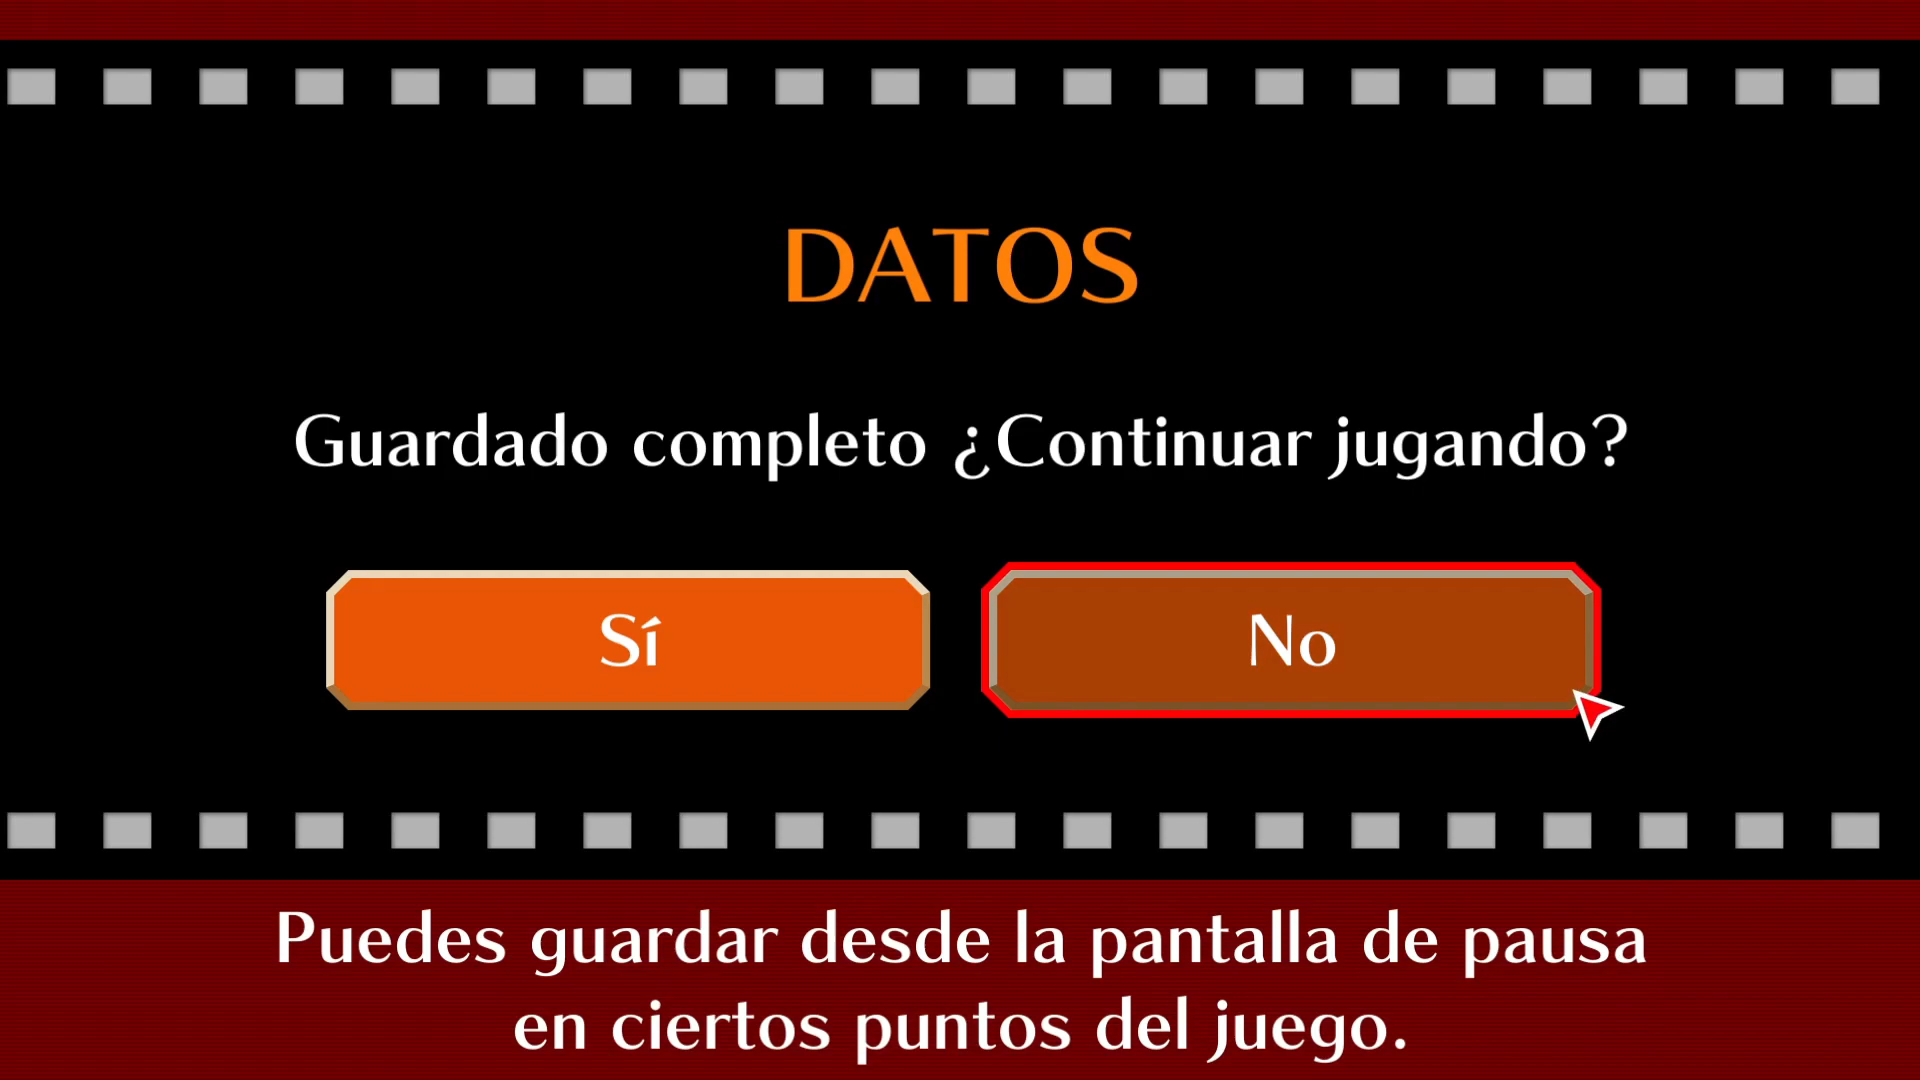 DATOS
Guardado completo ¿Continuar jugando?
Sí
No
Puedes guardar desde la pantalla de pausa
en ciertos puntos del juego.